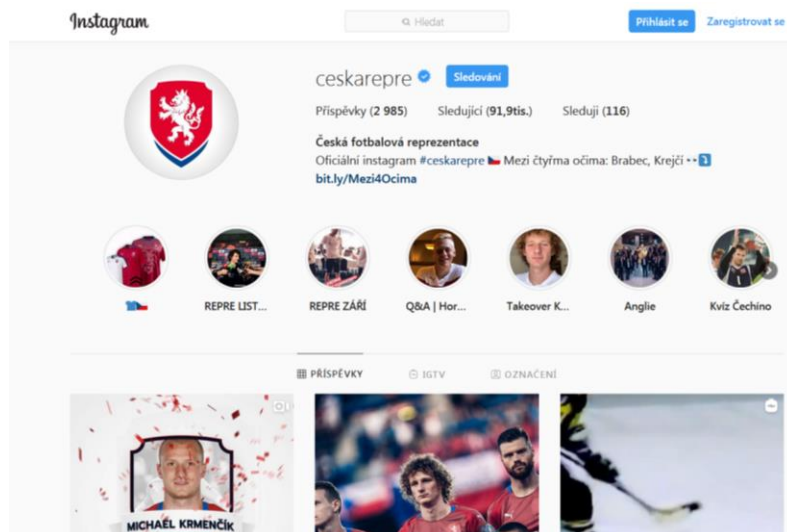 Instagram
Hledat
Přihlásit se
Zaregistrovat se
ceskarepre
Sledování
Příspěvky (2 985) Sledující (91,9tis.) Sleduji (116)
Česká fotbalová reprezentace
Oficiální instagram #ceskarepre 🇨🇿 Mezi čtyřma očima: Brabec, Krejčí 👀⤵️
bit.ly/Mezi4Ocima
REPRE LIST...
REPRE ZÁŘÍ
Q&A | Hor...
Takeover K...
Anglie
Kvíz Čechíno
PŘÍSPĚVKY
IGTV
OZNAČENÍ
MICHAEL KRMENČÍK